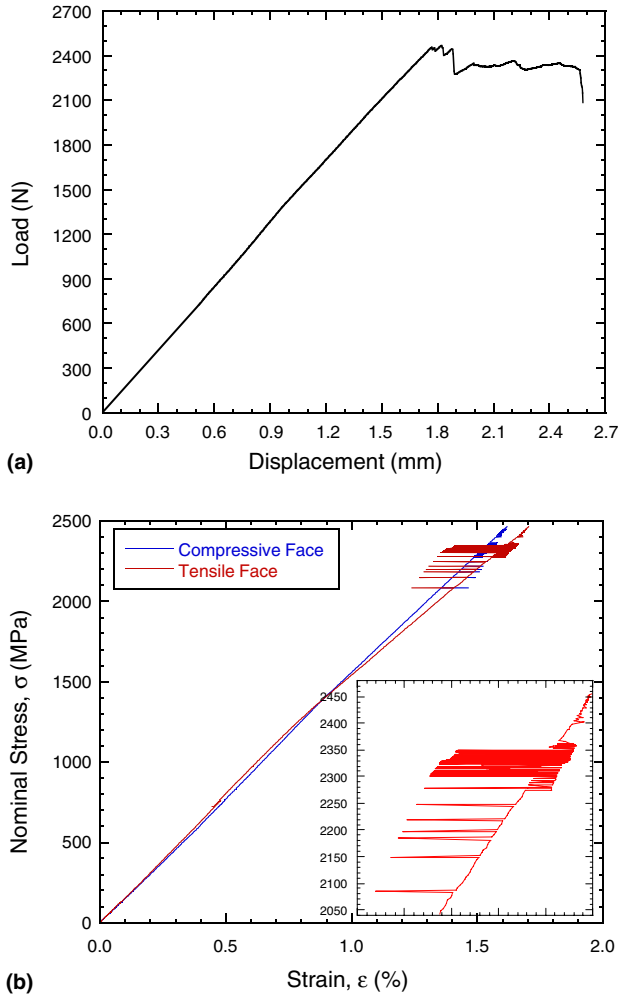 2700
2400
2100
1800
1500
1200
900
600
300
0
Load (N)
0.0 0.3 0.6 0.9 1.2 1.5 1.8 2.1 2.4 2.7
Displacement (mm)
(a)
2500
2000
1500
1000
500
0
Nominal Stress, σ (MPa)
Compressive Face
Tensile Face
2450
2400
2350
2300
2250
2200
2150
2100
2050
0.0 0.5 1.0 1.5 2.0
Strain, ε (%)
(b)